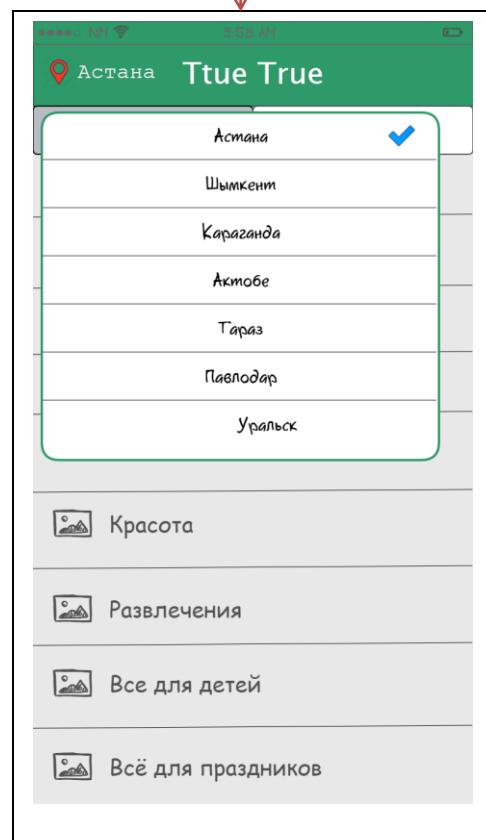 3:58 AM
Астана Ttue True
Астана
Шымкент
Караганда
Актобе
Тараз
Павлодар
Уральск
Красота
Развлечения
Все для детей
Всё для праздников